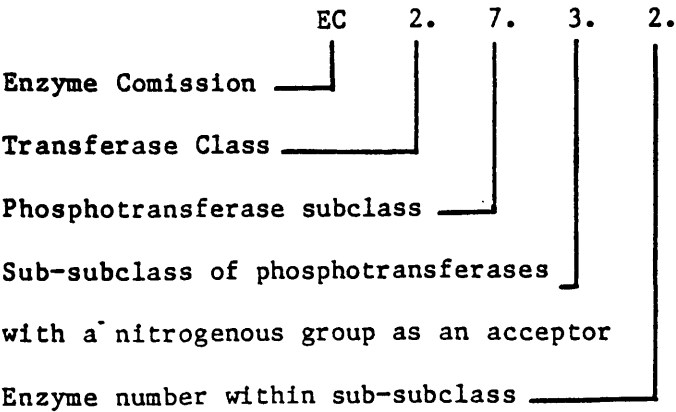 EC 2. 7. 3. 2.
Enzyme Comission
Transferase Class
Phosphotransferase subclass
Sub-subclass of phosphotransferases
with a nitrogenous group as an acceptor
Enzyme number within sub-subclass